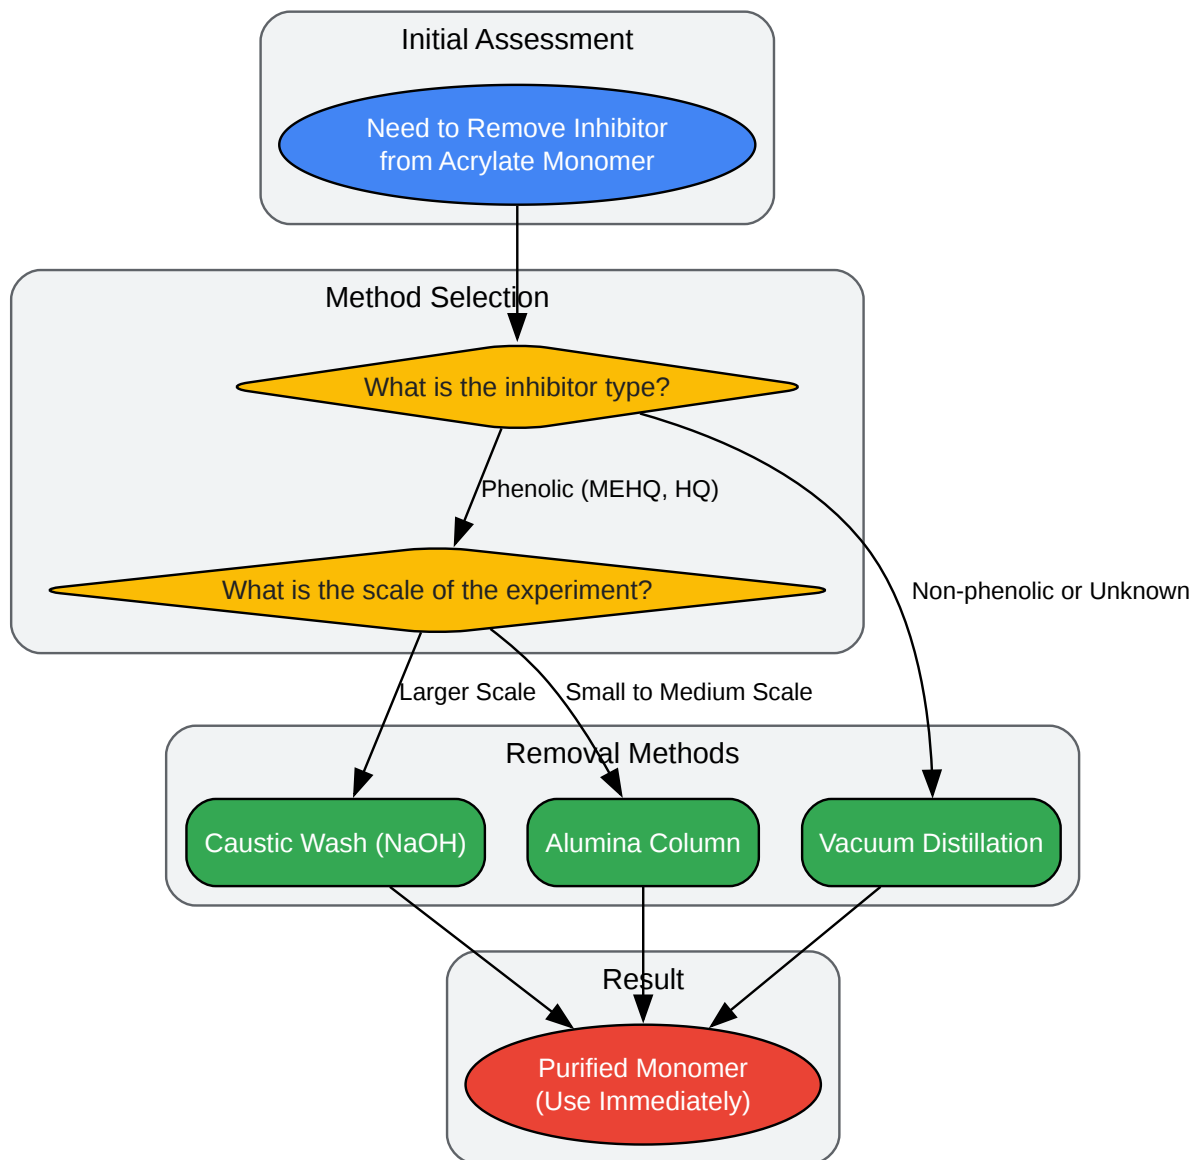 Initial Assessment
Need to Remove Inhibitor
from Acrylate Monomer
Method Selection
What is the inhibitor type?
Phenolic (MEHQ, HQ)
What is the scale of the experiment?
Non-phenolic or Unknown
Larger Scale
Small to Medium Scale
Removal Methods
Caustic Wash (NaOH)
Alumina Column
Vacuum Distillation
Result
Purified Monomer
(Use Immediately)